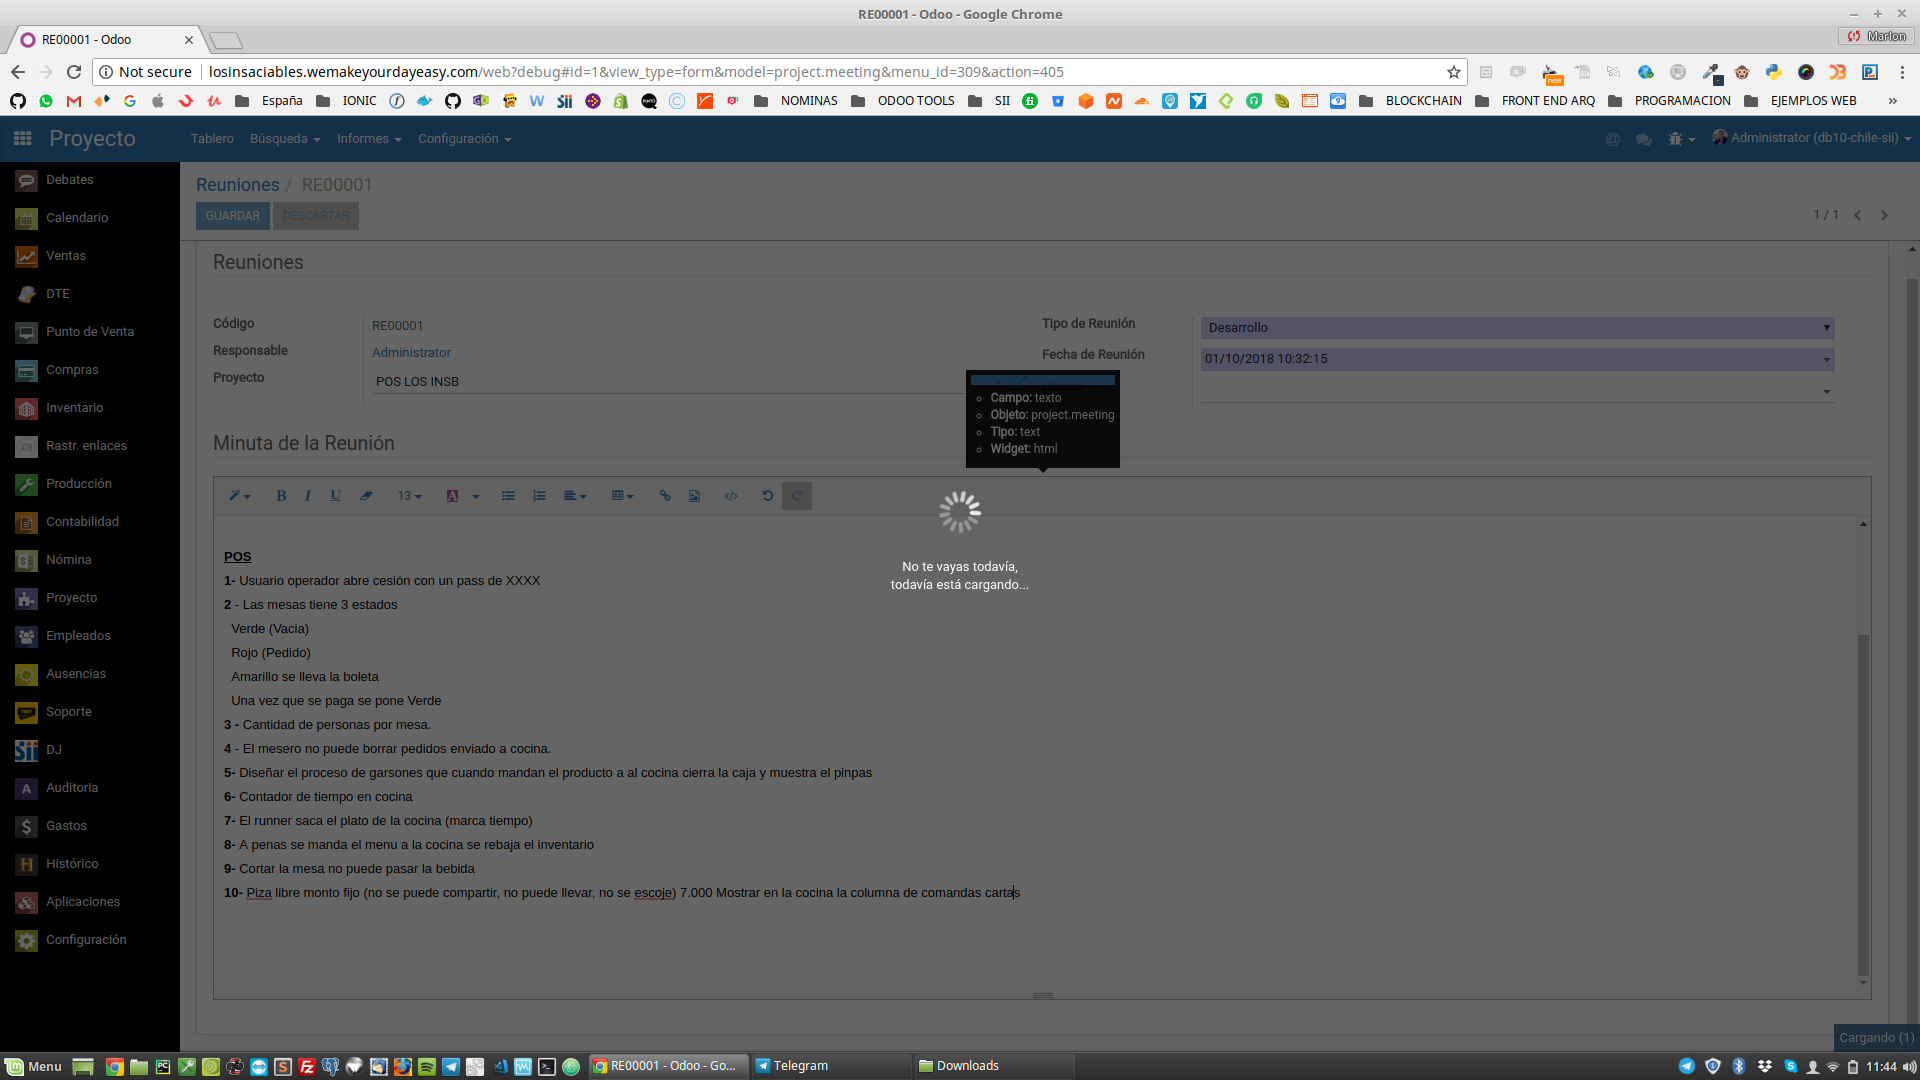 RE00001 - Odoo - Google Chrome
RE00001 - Odoo
Marlon
Not secure
losinsaciables.wemakeyourdayeasy.com/web?debug#id=1&view_type=form&model=project.meeting&menu_id=309&action=405
España
IONIC
NOMINAS
ODOO TOOLS
SII
BLOCKCHAIN
FRONT END ARQ
PROGRAMACION
EJEMPLOS WEB
Proyecto
Tablero
Búsqueda
Informes
Configuración
Administrator (db10-chile-sii)
Debates
Calendario
Ventas
DTE
Punto de Venta
Compras
Inventario
Rastr. enlaces
Producción
Contabilidad
Nómina
Proyecto
Empleados
Ausencias
Soporte
DJ
Auditoria
Gastos
Histórico
Aplicaciones
Configuración
Reuniones / RE00001
GUARDAR
DESCARTAR
1 / 1
Reuniones
Código
RE00001
Responsable
Administrator
Proyecto
POS LOS INSB
Tipo de Reunión
Desarrollo
Fecha de Reunión
01/10/2018 10:32:15
Campo: texto
Objeto: project.meeting
Tipo: text
Widget: html
Minuta de la Reunión
13
No te vayas todavía,
todavía está cargando...
POS
1- Usuario operador abre cesión con un pass de XXXX
2 - Las mesas tiene 3 estados
Verde (Vacia)
Rojo (Pedido)
Amarillo se lleva la boleta
Una vez que se paga se pone Verde
3 - Cantidad de personas por mesa.
4 - El mesero no puede borrar pedidos enviado a cocina.
5- Diseñar el proceso de garsones que cuando mandan el producto a al cocina cierra la caja y muestra el pinpas
6- Contador de tiempo en cocina
7- El runner saca el plato de la cocina (marca tiempo)
8- A penas se manda el menu a la cocina se rebaja el inventario
9- Cortar la mesa no puede pasar la bebida
10- Piza libre monto fijo (no se puede compartir, no puede llevar, no se escoje) 7.000 Mostrar en la cocina la columna de comandas cartas
Cargando (1)
Menu
RE00001 - Odoo - Go...
Telegram
Downloads
11:44